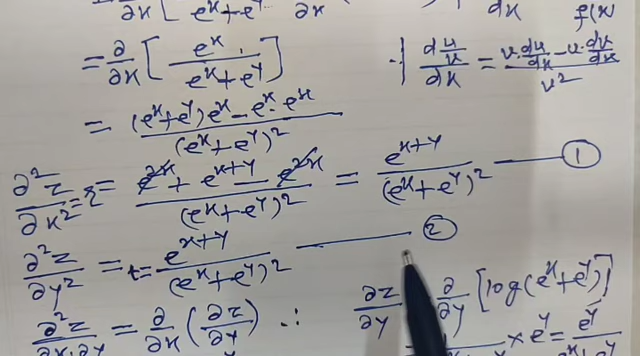 ∂/∂x [ e^x+e^y ∂x dx f(x)
= ∂/∂x [ e^x / (e^x+e^y) ] d(u/v)/dx = (v·du/dx − u·dv/dx) / v²
= ((e^x+e^y)e^x − e^x·e^x) / (e^x+e^y)²
∂²z/∂x² = r = (e^2x + e^x+y − e^2x) / (e^x+e^y)² = e^x+y / (e^x+e^y)² —— ①
∂²z/∂y² = t = e^x+y / (e^x+e^y)² —— ②
∂²z/∂x·∂y = ∂/∂x (∂z/∂y) ∴ ∂z/∂y ∂/∂y [log(e^x+e^y)]
× e^y = e^y / e^x+e^y